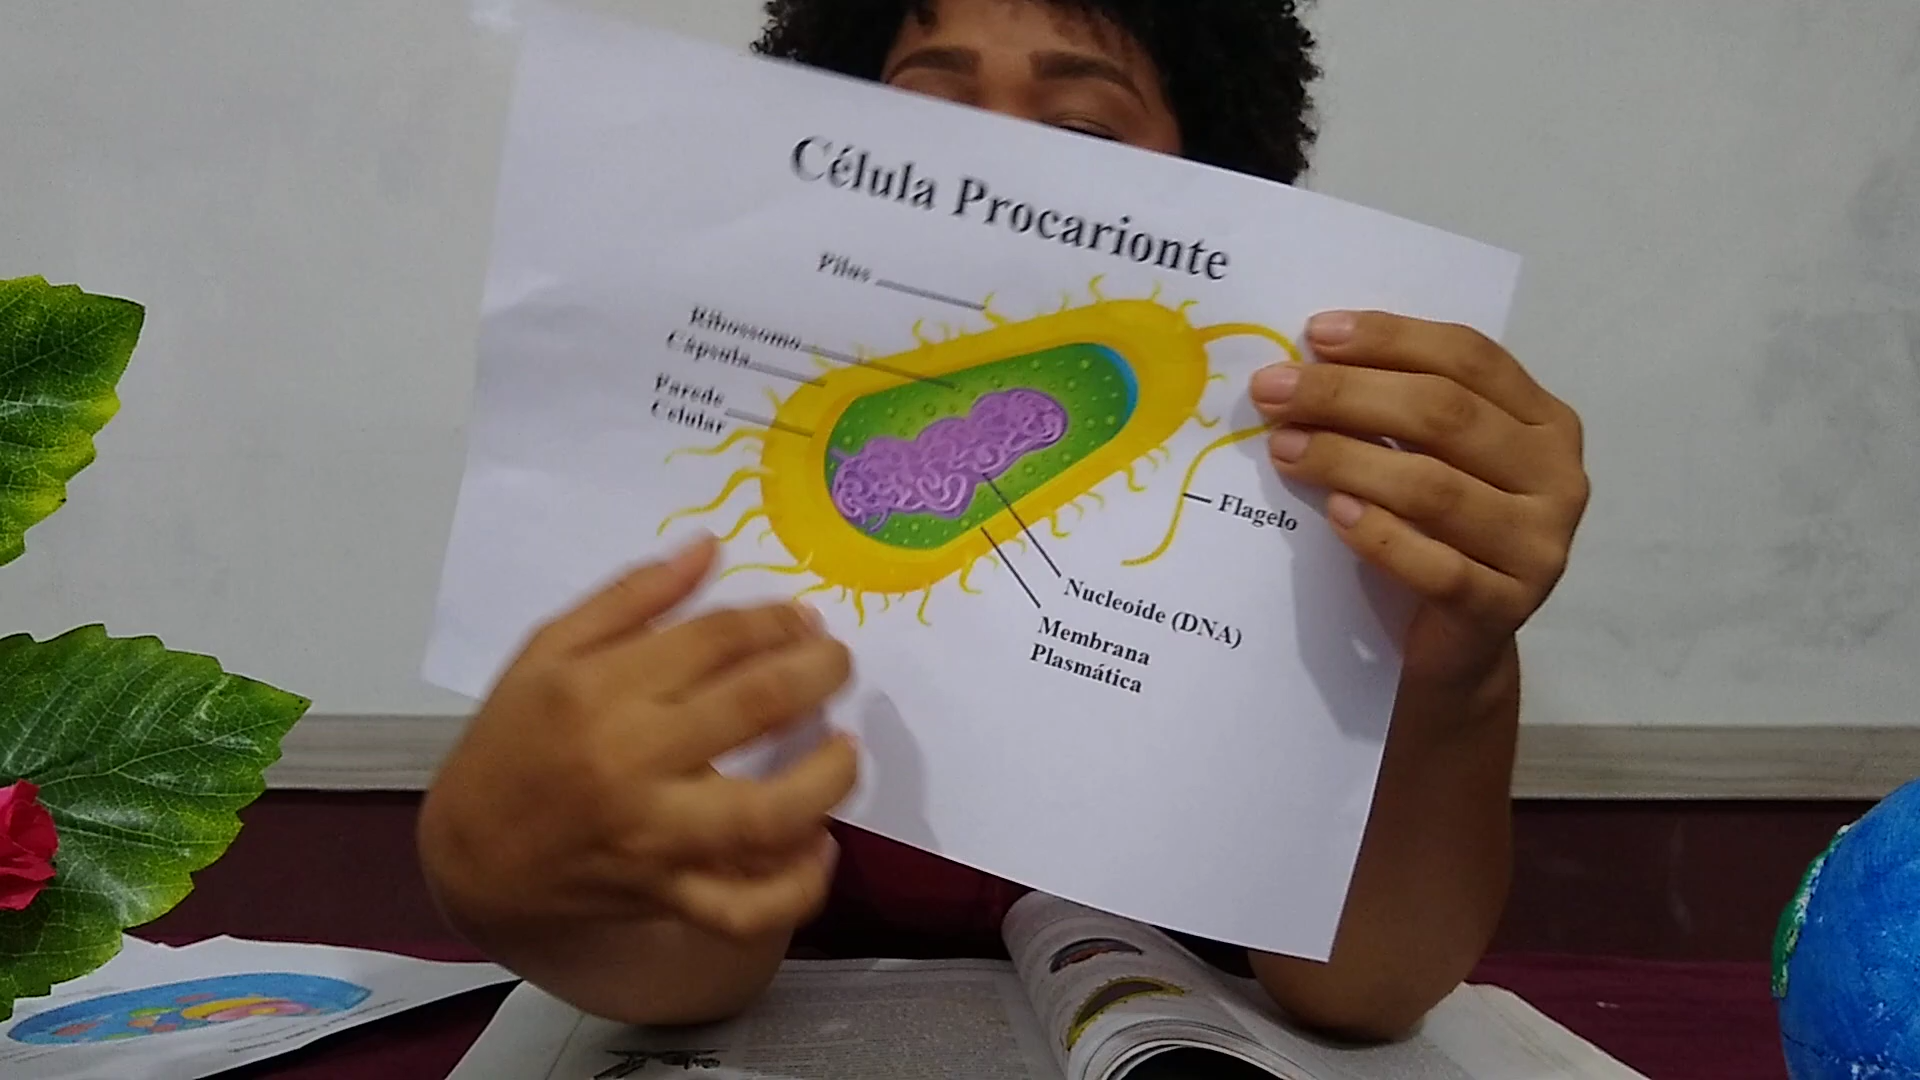 Célula Procarionte
Pilus
Ribossomo
Cápsula
Parede
Celular
Flagelo
Nucleoide (DNA)
Membrana
Plasmática